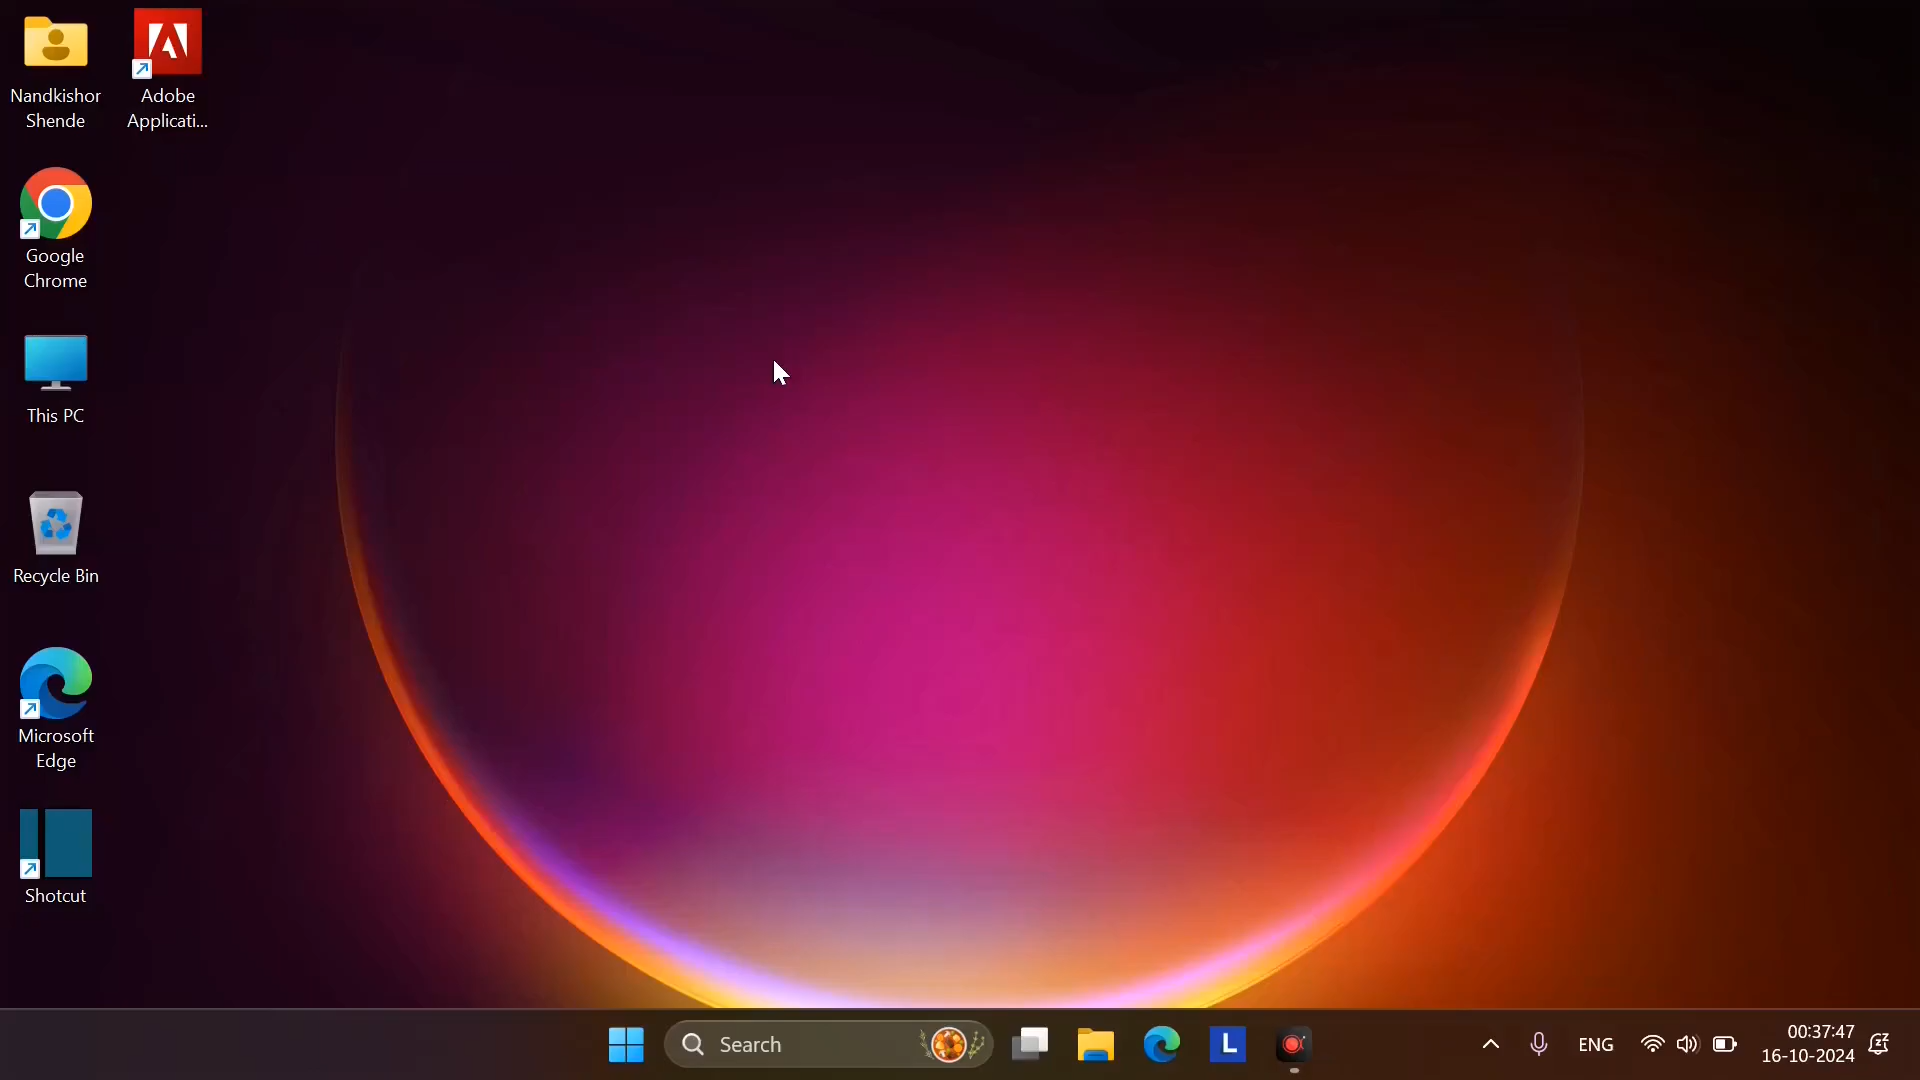 Nandkishor
Shende
Adobe
Applicati...
Google
Chrome
This PC
Recycle Bin
Microsoft
Edge
Shotcut
Search
L
ENG
00:37:47
16-10-2024